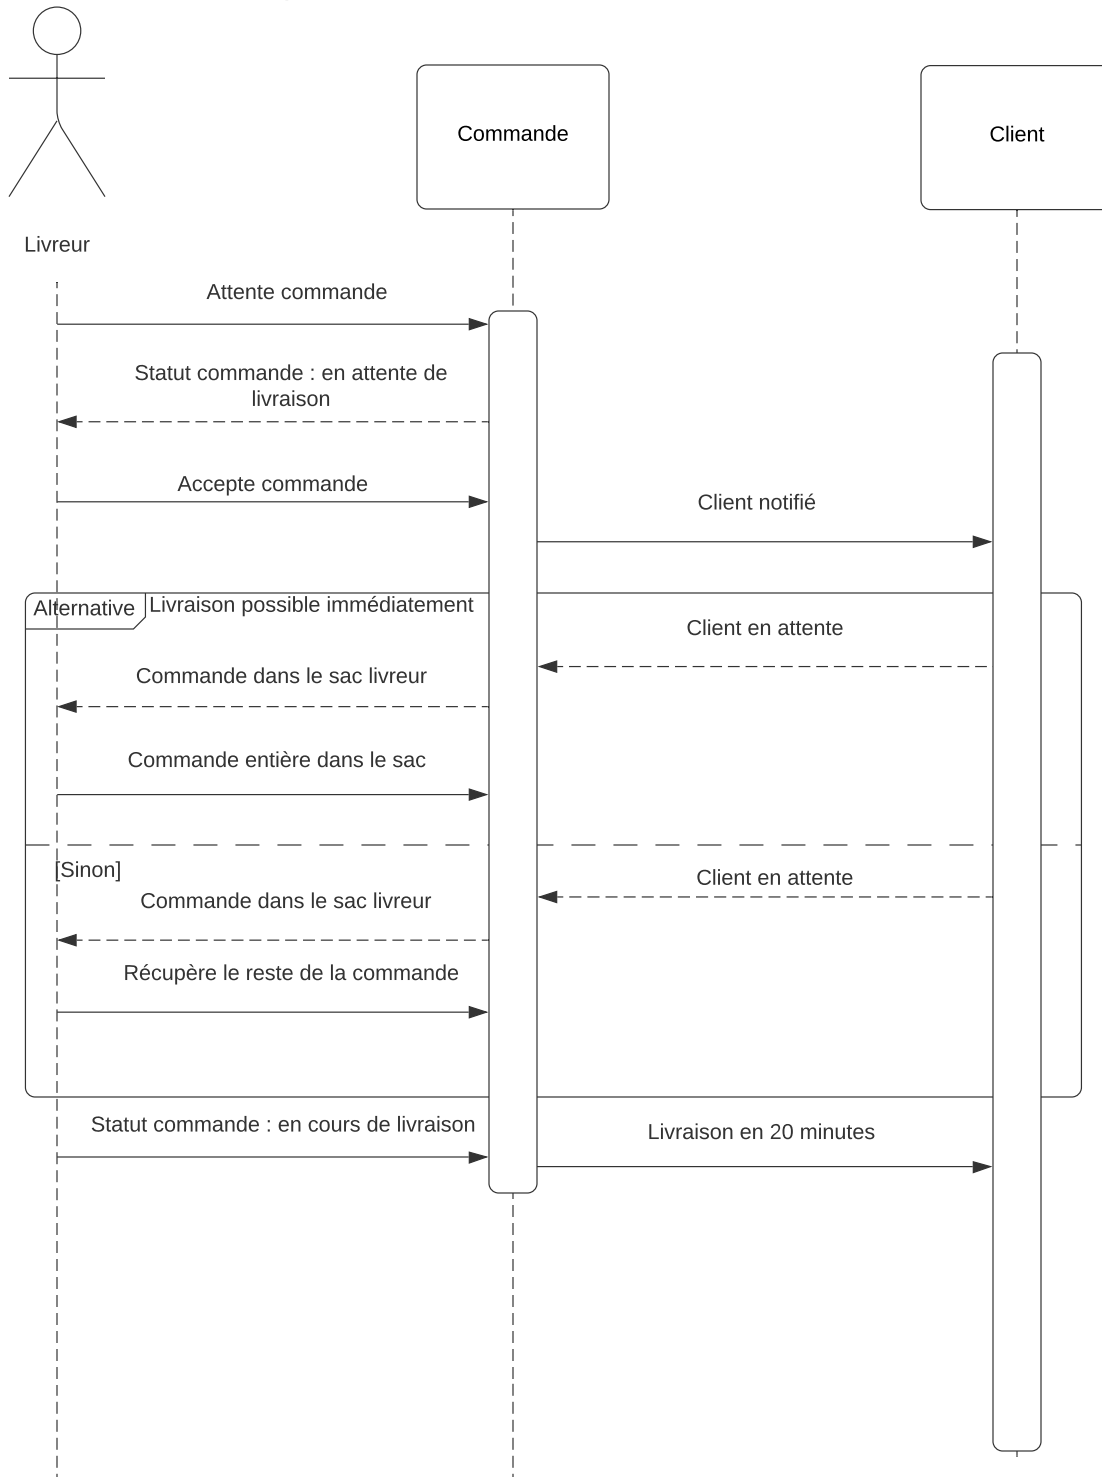 Commande
Client
Livreur
Attente commande
Statut commande : en attente de
livraison
Accepte commande
Client notifié
Alternative
Livraison possible immédiatement
Client en attente
Commande dans le sac livreur
Commande entière dans le sac
[Sinon]
Client en attente
Commande dans le sac livreur
Récupère le reste de la commande
Statut commande : en cours de livraison
Livraison en 20 minutes